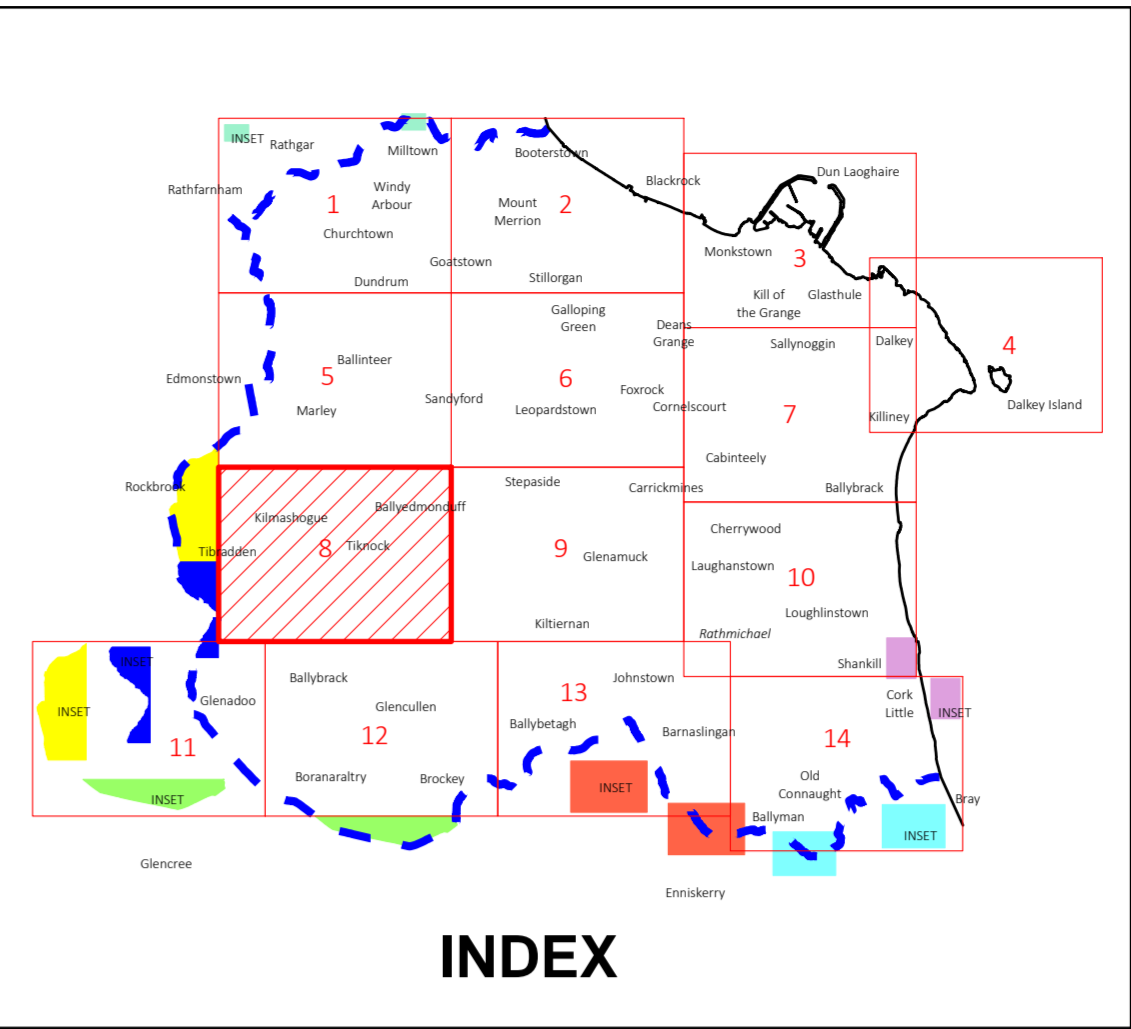 INSET
Rathgar
Milltown
Booterstown
Blackrock
Dun Laoghaire
Rathfarnham
Windy
Arbour
1
Mount
Merrion
2
Churchtown
Monkstown
3
Goatstown
Dundrum
Stillorgan
Kill of
the Grange
Glasthule
Galloping
Green
Deans
Grange
Sallynoggin
Dalkey
4
Ballinteer
Edmonstown
5
6
Foxrock
Marley
Sandyford
Leopardstown
Cornelscourt
7
Killiney
Dalkey Island
Cabinteely
Rockbrook
Stepaside
Carrickmines
Ballybrack
Kilmashogue
Ballyedmonduff
Cherrywood
Tibradden
8
Tiknock
9
Glenamuck
Laughanstown
10
Loughlinstown
Kiltiernan
Rathmichael
INSET
Shankill
Ballybrack
Johnstown
13
Glenadoo
Glencullen
Cork
Little
INSET
INSET
Ballybetagh
Barnaslingan
11
12
14
Boranaraltry
Brockey
INSET
Old
Connaught
INSET
Bray
Ballyman
INSET
Glencree
Enniskerry
INDEX